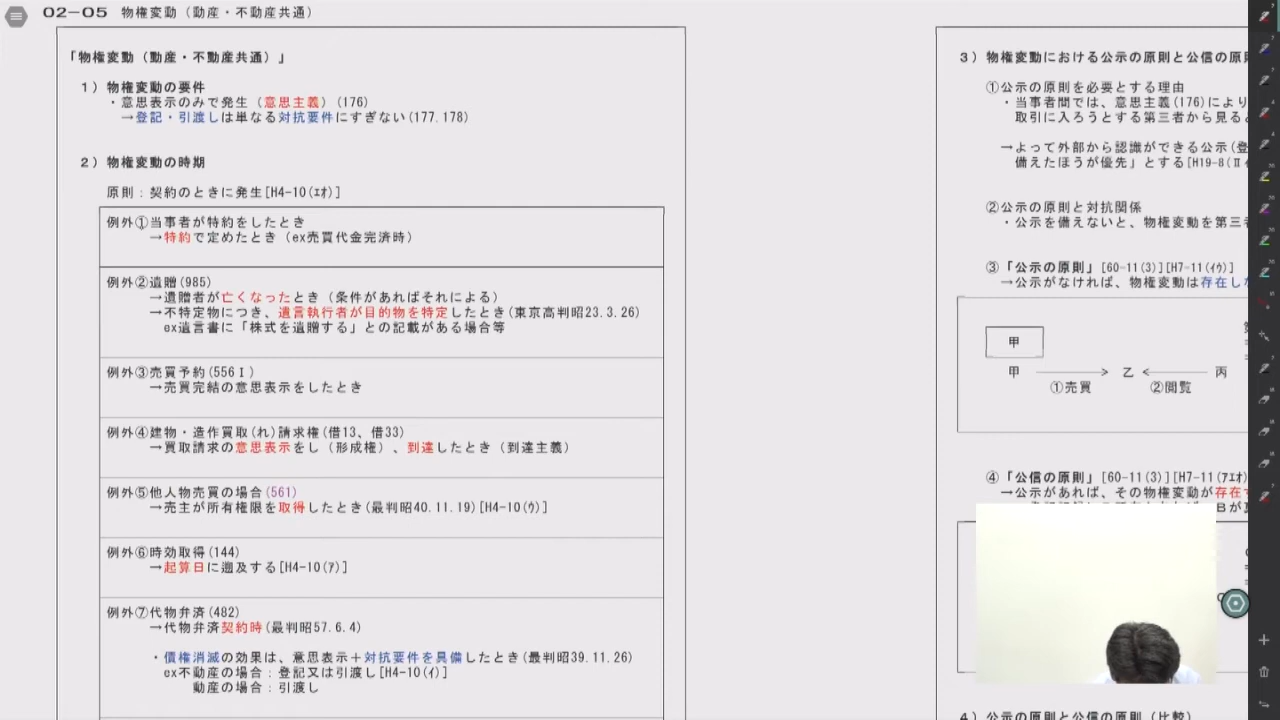 02-05 物権変動（動産・不動産共通）
「物権変動（動産・不動産共通）」
1）物権変動の要件
・意思表示のみで発生（意思主義）(176)
→登記・引渡しは単なる対抗要件にすぎない(177.178)
2）物権変動の時期
原則：契約のときに発生[H4-10(ｴｵ)]
例外①当事者が特約をしたとき
→特約で定めたとき（ex売買代金完済時）
例外②遺贈(985)
→遺贈者が亡くなったとき（条件があればそれによる）
→不特定物につき、遺言執行者が目的物を特定したとき(東京高判昭23.3.26)
ex遺言書に「株式を遺贈する」との記載がある場合等
例外③売買予約(556Ⅰ)
→売買完結の意思表示をしたとき
例外④建物・造作買取(れ)請求権(借13、借33)
→買取請求の意思表示をし（形成権）、到達したとき（到達主義）
例外⑤他人物売買の場合(561)
→売主が所有権限を取得したとき(最判昭40.11.19)[H4-10(ｳ)]
例外⑥時効取得(144)
→起算日に遡及する[H4-10(ｱ)]
例外⑦代物弁済(482)
→代物弁済契約時(最判昭57.6.4)
・債権消滅の効果は、意思表示＋対抗要件を具備したとき(最判昭39.11.26)
ex不動産の場合：登記又は引渡し[H4-10(ｲ)]
動産の場合：引渡し
3）物権変動における公示の原則と公信の原
①公示の原則を必要とする理由
・当事者間では、意思主義(176)により
取引に入ろうとする第三者から見ると
→よって外部から認識ができる公示(登
備えたほうが優先」とする[H19-8(Ⅱ
②公示の原則と対抗関係
・公示を備えないと、物権変動を第三
③「公示の原則」[60-11(3)][H7-11(ｲｳ)]
→公示がなければ、物権変動は存在し
甲
甲 → 乙 ← 丙
①売買 ②閲覧
④「公信の原則」[60-11(3)][H7-11(ｱｴｵ)
→公示があれば、その物権変動が存在
4）公示の原則と公信の原則（比較）